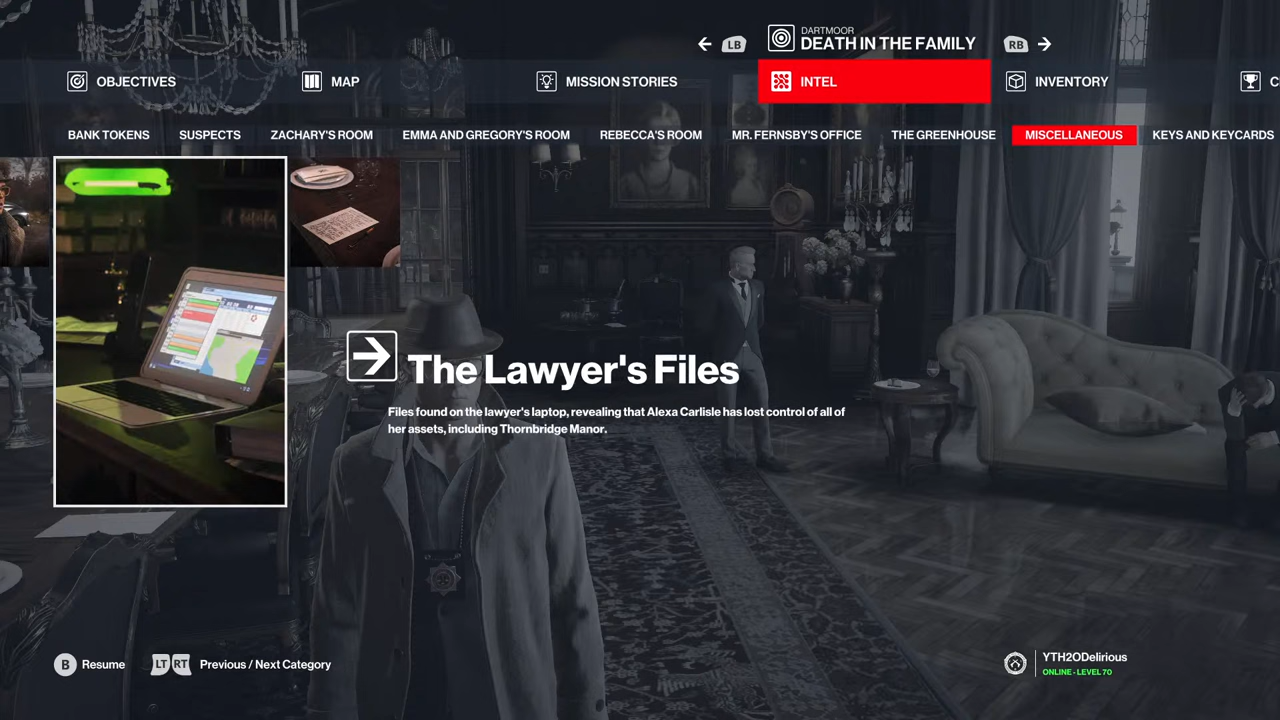 LB
DARTMOOR
DEATH IN THE FAMILY
RB
OBJECTIVES
MAP
MISSION STORIES
INTEL
INVENTORY
C
BANK TOKENS
SUSPECTS
ZACHARY'S ROOM
EMMA AND GREGORY'S ROOM
REBECCA'S ROOM
MR. FERNSBY'S OFFICE
THE GREENHOUSE
MISCELLANEOUS
KEYS AND KEYCARDS
The Lawyer's Files
Files found on the lawyer's laptop, revealing that Alexa Carlisle has lost control of all of
her assets, including Thornbridge Manor.
B Resume
LT RT Previous / Next Category
YTH2ODelirious
ONLINE - LEVEL 70